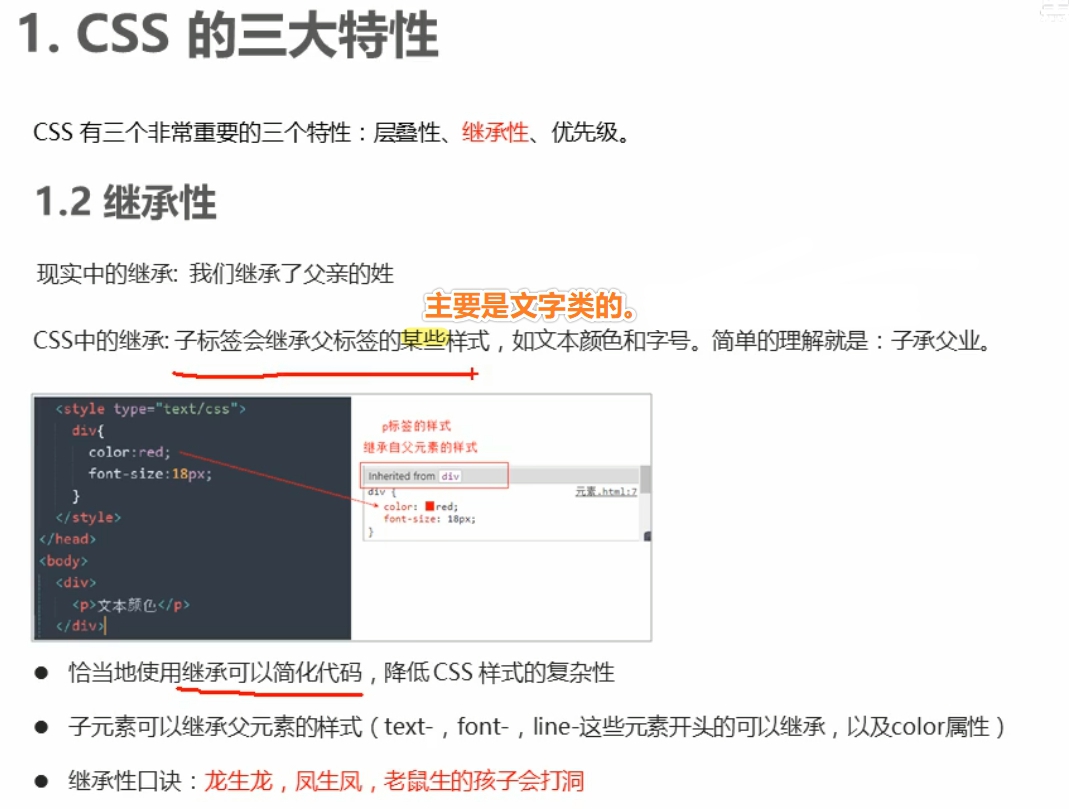 1. CSS 的三大特性
CSS 有三个非常重要的三个特性：层叠性、继承性、优先级。
1.2 继承性
现实中的继承: 我们继承了父亲的姓
主要是文字类的。
CSS中的继承: 子标签会继承父标签的某些样式，如文本颜色和字号。简单的理解就是：子承父业。
<style type="text/css">
div{
color:red;
font-size:18px;
}
</style>
</head>
<body>
<div>
<p>文本颜色</p>
</div>
p标签的样式
继承自父元素的样式
Inherited from div
div { 元素.html:7
color: red;
font-size: 18px;
}
● 恰当地使用继承可以简化代码，降低 CSS 样式的复杂性
● 子元素可以继承父元素的样式（text-，font-，line-这些元素开头的可以继承，以及color属性）
● 继承性口诀：龙生龙，凤生凤，老鼠生的孩子会打洞